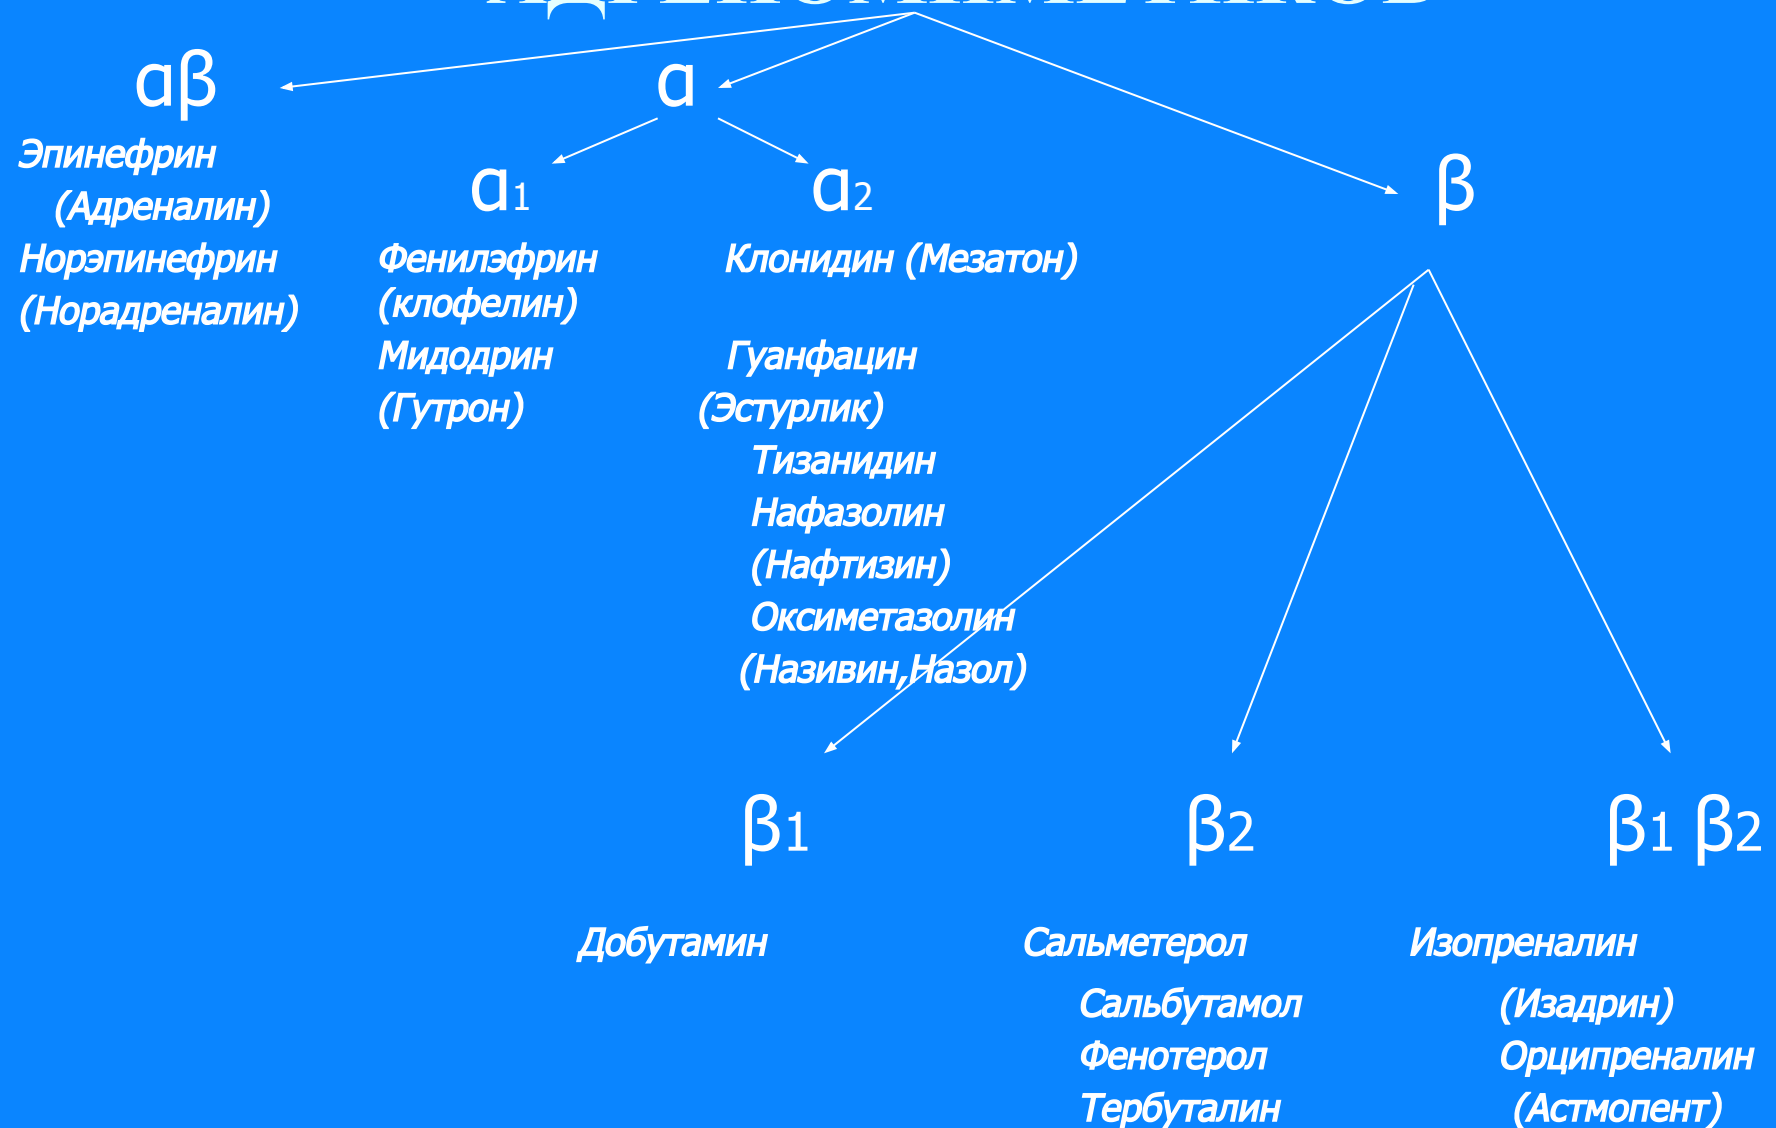 АДРЕНОМИМЕТИКОВ
αβ
α
Эпинефрин
(Адреналин)
Норэпинефрин
(Норадреналин)
α1
α2
β
Фенилэфрин
(клофелин)
Мидодрин
(Гутрон)
Клонидин (Мезатон)
Гуанфацин
(Эстурлик)
Тизанидин
Нафазолин
(Нафтизин)
Оксиметазолин
(Називин,Назол)
β1
β2
β1 β2
Добутамин
Сальметерол
Сальбутамол
Фенотерол
Тербуталин
Изопреналин
(Изадрин)
Орципреналин
(Астмопент)